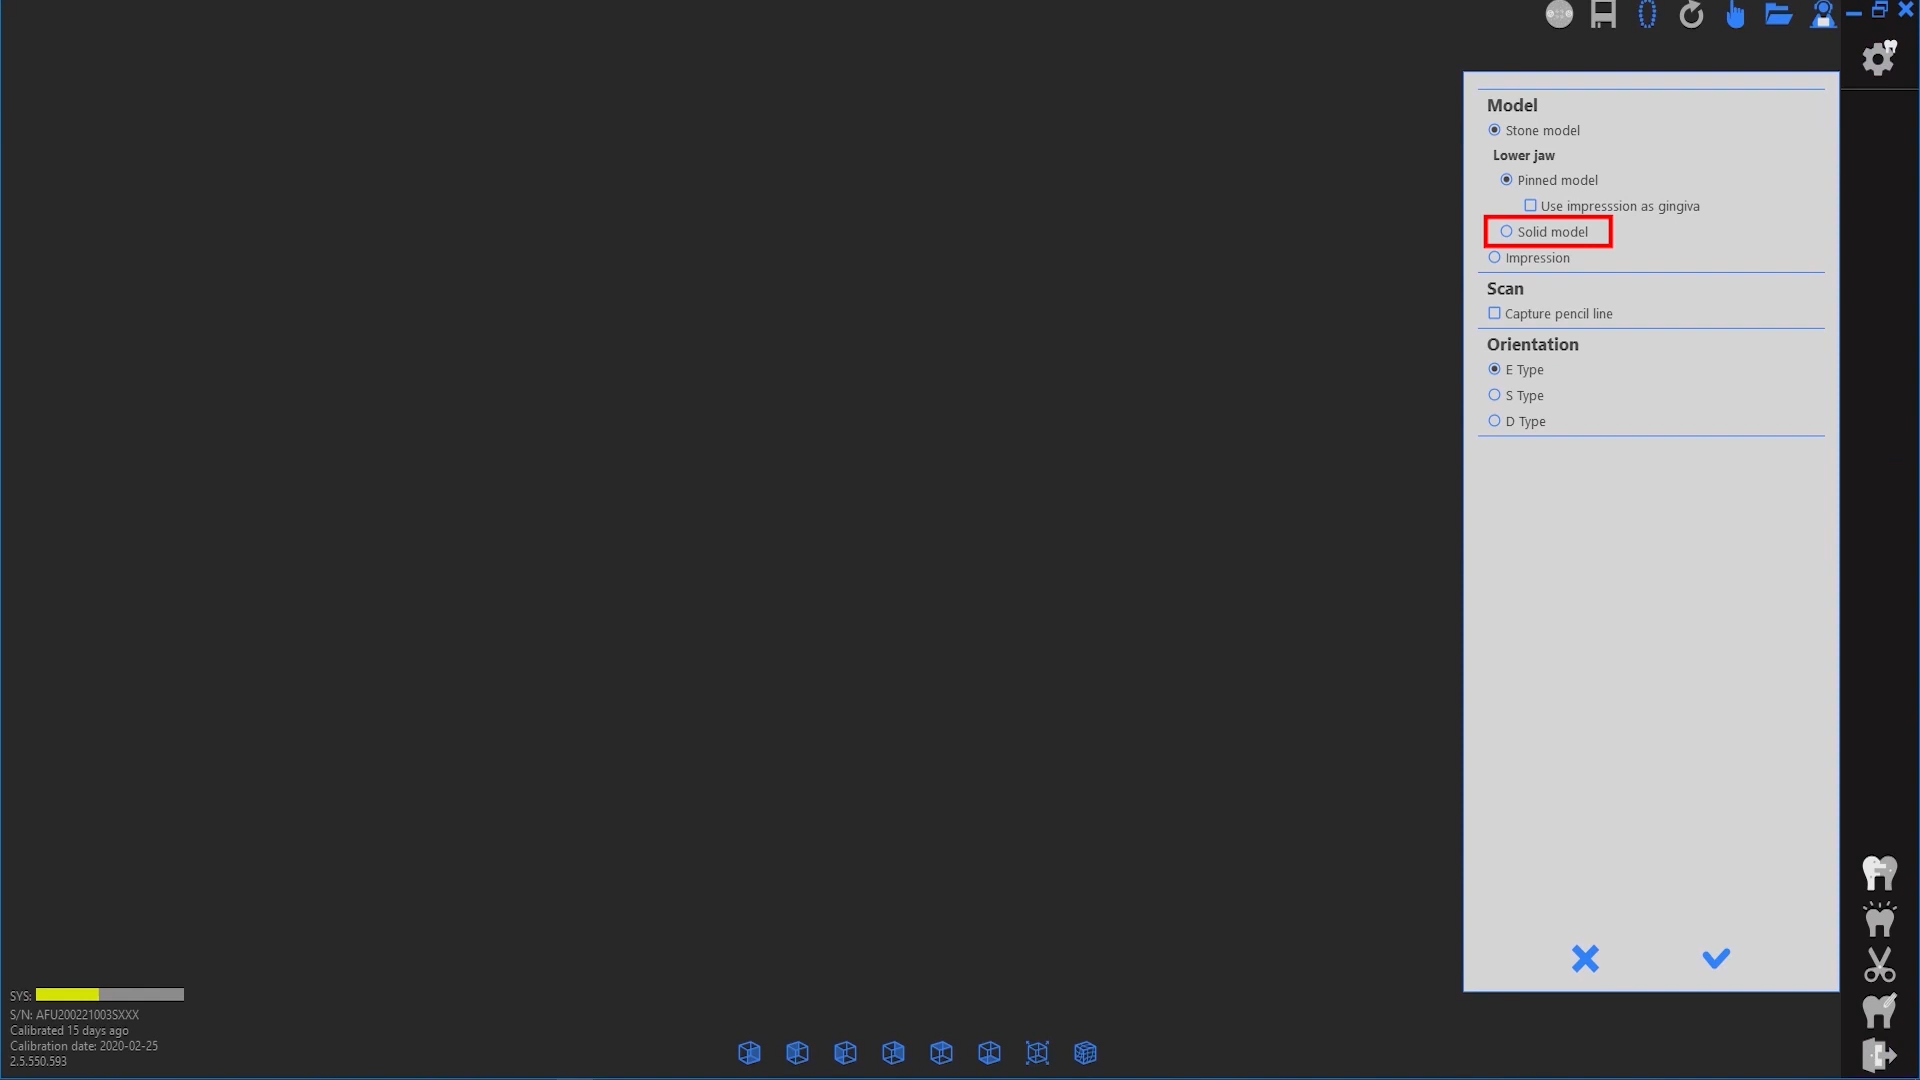 Model
Stone model
Lower jaw
Pinned model
Use impresssion as gingiva
Solid model
Impression
Scan
Capture pencil line
Orientation
E Type
S Type
D Type
SYS:
S/N: AFU200221003SXXX
Calibrated 15 days ago
Calibration date: 2020-02-25
2.5.550.593